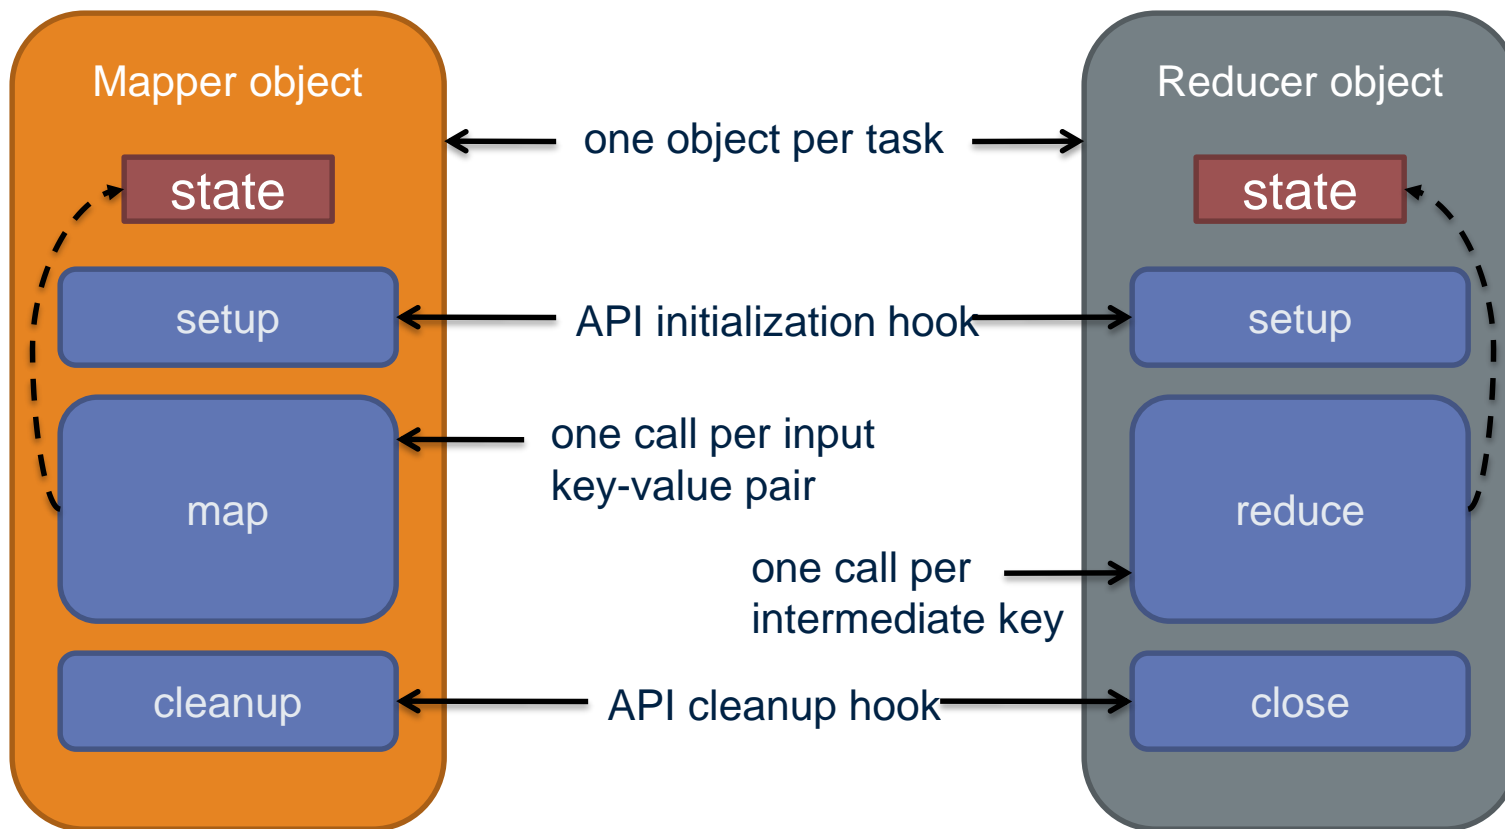 Mapper object
Reducer object
one object per task
state
state
setup
API initialization hook
setup
one call per input
key-value pair
map
reduce
one call per
intermediate key
cleanup
API cleanup hook
close